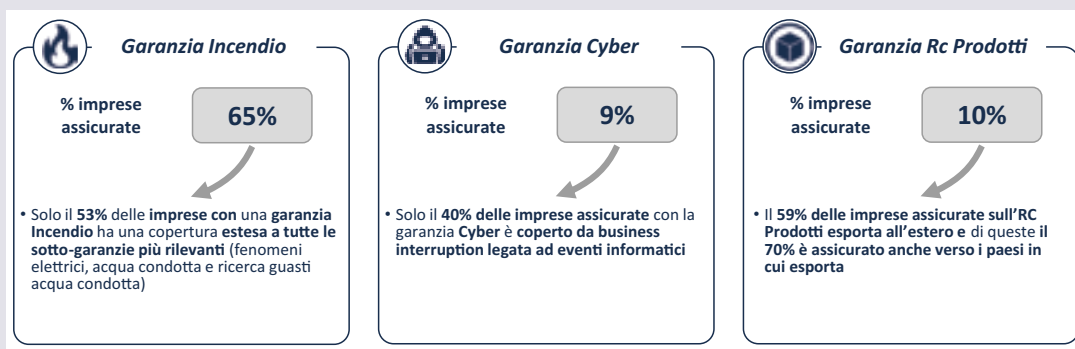 Garanzia Incendio
% imprese
assicurate
65%
• Solo il 53% delle imprese con una garanzia
Incendio ha una copertura estesa a tutte le
sotto-garanzie più rilevanti (fenomeni
elettrici, acqua condotta e ricerca guasti
acqua condotta)
Garanzia Cyber
% imprese
assicurate
9%
• Solo il 40% delle imprese assicurate con la
garanzia Cyber è coperto da business
interruption legata ad eventi informatici
Garanzia Rc Prodotti
% imprese
assicurate
10%
• Il 59% delle imprese assicurate sull'RC
Prodotti esporta all'estero e di queste il
70% è assicurato anche verso i paesi in
cui esporta